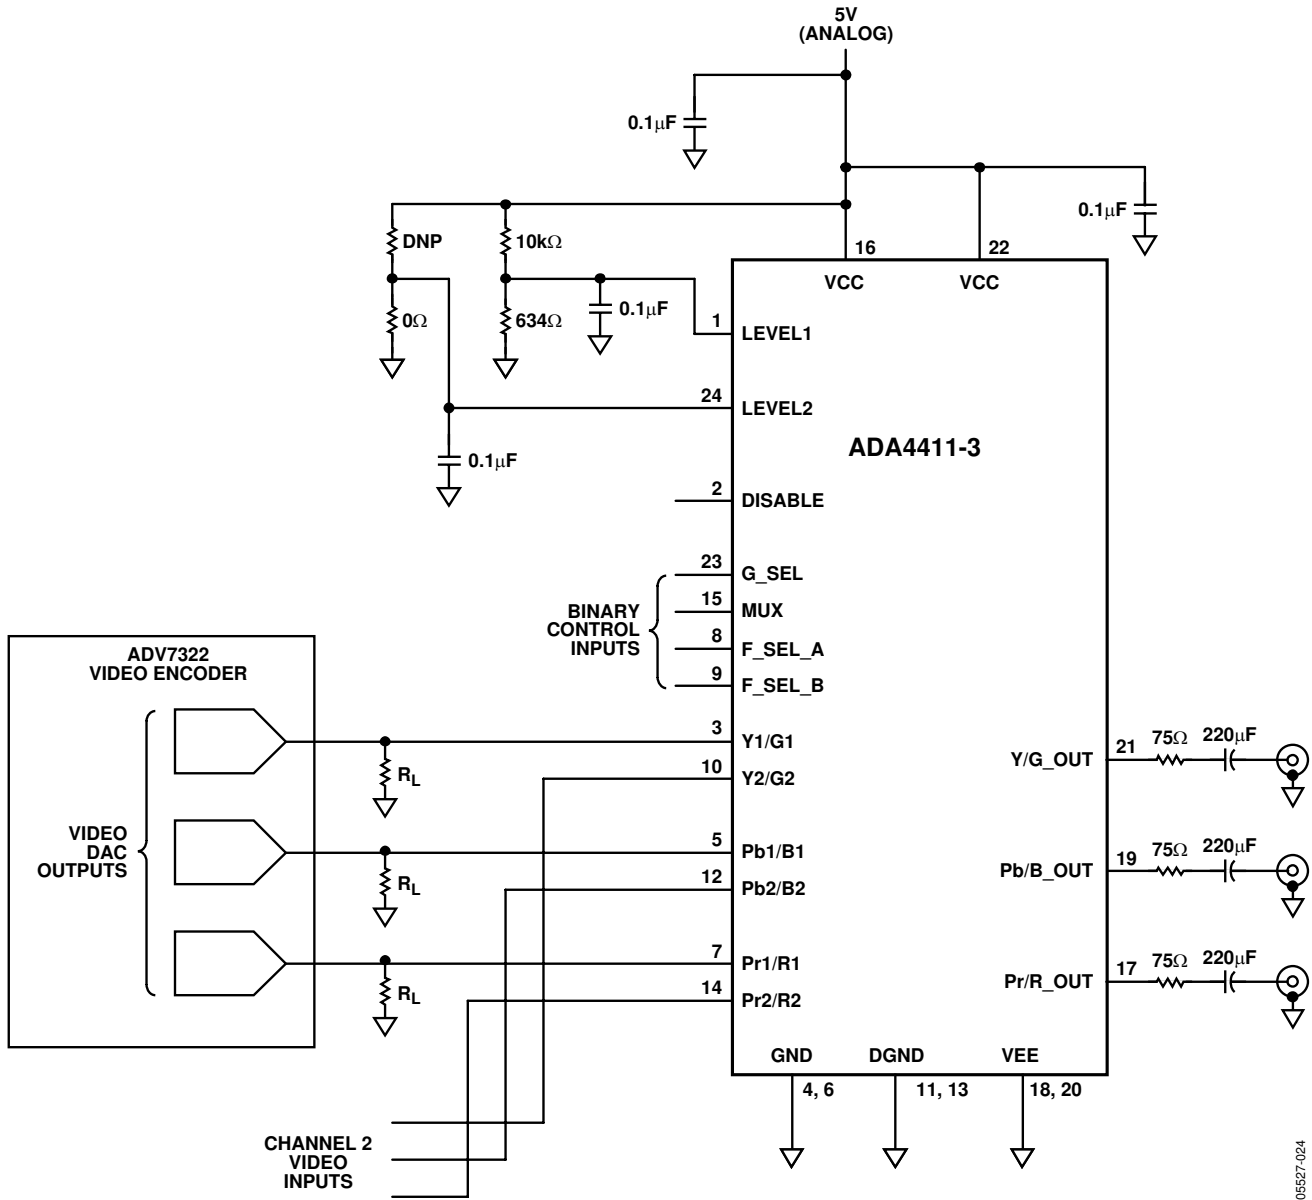 5V
(ANALOG)
0.1μF
0.1μF
DNP
10kΩ
16
22
VCC
VCC
0Ω
634Ω
0.1μF
1
LEVEL1
24
LEVEL2
ADA4411-3
0.1μF
2
DISABLE
23
G_SEL
15
MUX
8
F_SEL_A
9
F_SEL_B
BINARY
CONTROL
INPUTS
ADV7322
VIDEO ENCODER
VIDEO
DAC
OUTPUTS
3
Y1/G1
RL
10
Y2/G2
5
Pb1/B1
RL
12
Pb2/B2
7
Pr1/R1
RL
14
Pr2/R2
Y/G_OUT
21
75Ω
220μF
Pb/B_OUT
19
75Ω
220μF
Pr/R_OUT
17
75Ω
220μF
GND
DGND
VEE
4, 6
11, 13
18, 20
CHANNEL 2
VIDEO
INPUTS
05527-024